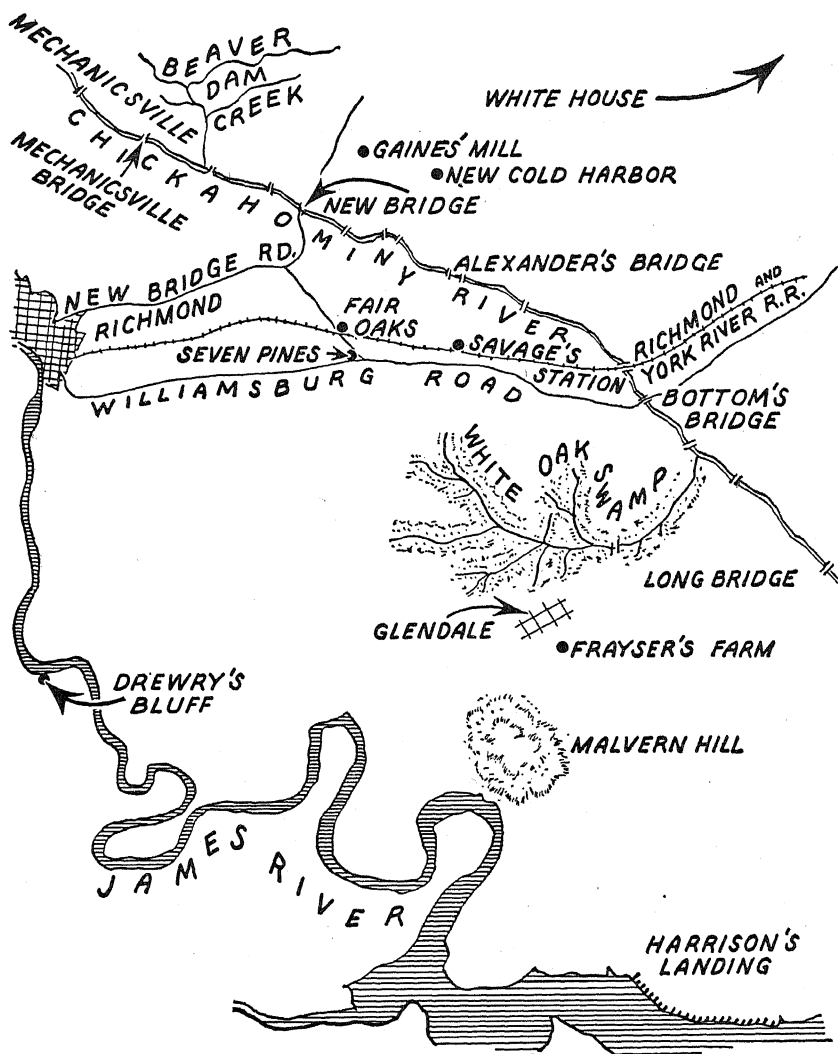 MECHANICSVILLE
BEAVER
DAM
CREEK
WHITE HOUSE
CHICKAHOMINY RIVER
MECHANICSVILLE
BRIDGE
GAINES' MILL
NEW COLD HARBOR
NEW BRIDGE
ALEXANDER'S BRIDGE
NEW BRIDGE RD.
RICHMOND
FAIR
OAKS
SAVAGE'S
STATION
RICHMOND AND
YORK RIVER R.R.
SEVEN PINES
WILLIAMSBURG ROAD
BOTTOM'S
BRIDGE
WHITE OAK SWAMP
LONG BRIDGE
GLENDALE
FRAYSER'S FARM
DREWRY'S
BLUFF
MALVERN HILL
JAMES RIVER
HARRISON'S
LANDING